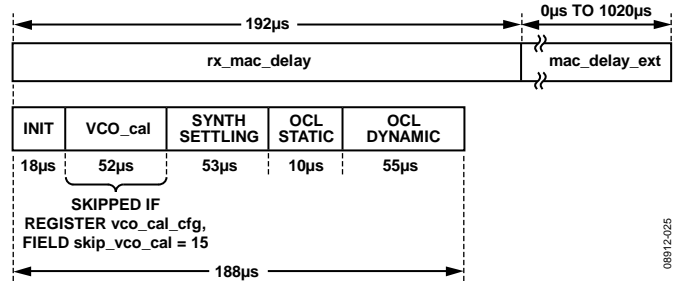 192µs
0µs TO 1020µs
rx_mac_delay
mac_delay_ext
INIT
VCO_cal
SYNTH
SETTLING
OCL
STATIC
OCL
DYNAMIC
18µs
52µs
53µs
10µs
55µs
SKIPPED IF
REGISTER vco_cal_cfg,
FIELD skip_vco_cal = 15
188µs
08912-025